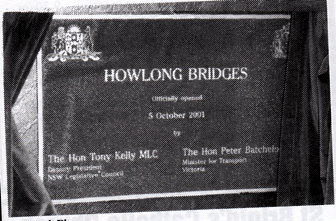 HOWLONG BRIDGES
Officially opened
5 October 2001
by
The Hon Tony Kelly MLC
Deputy President
NSW Legislative Council
The Hon Peter Batchelo
Minister for Transport
Victoria